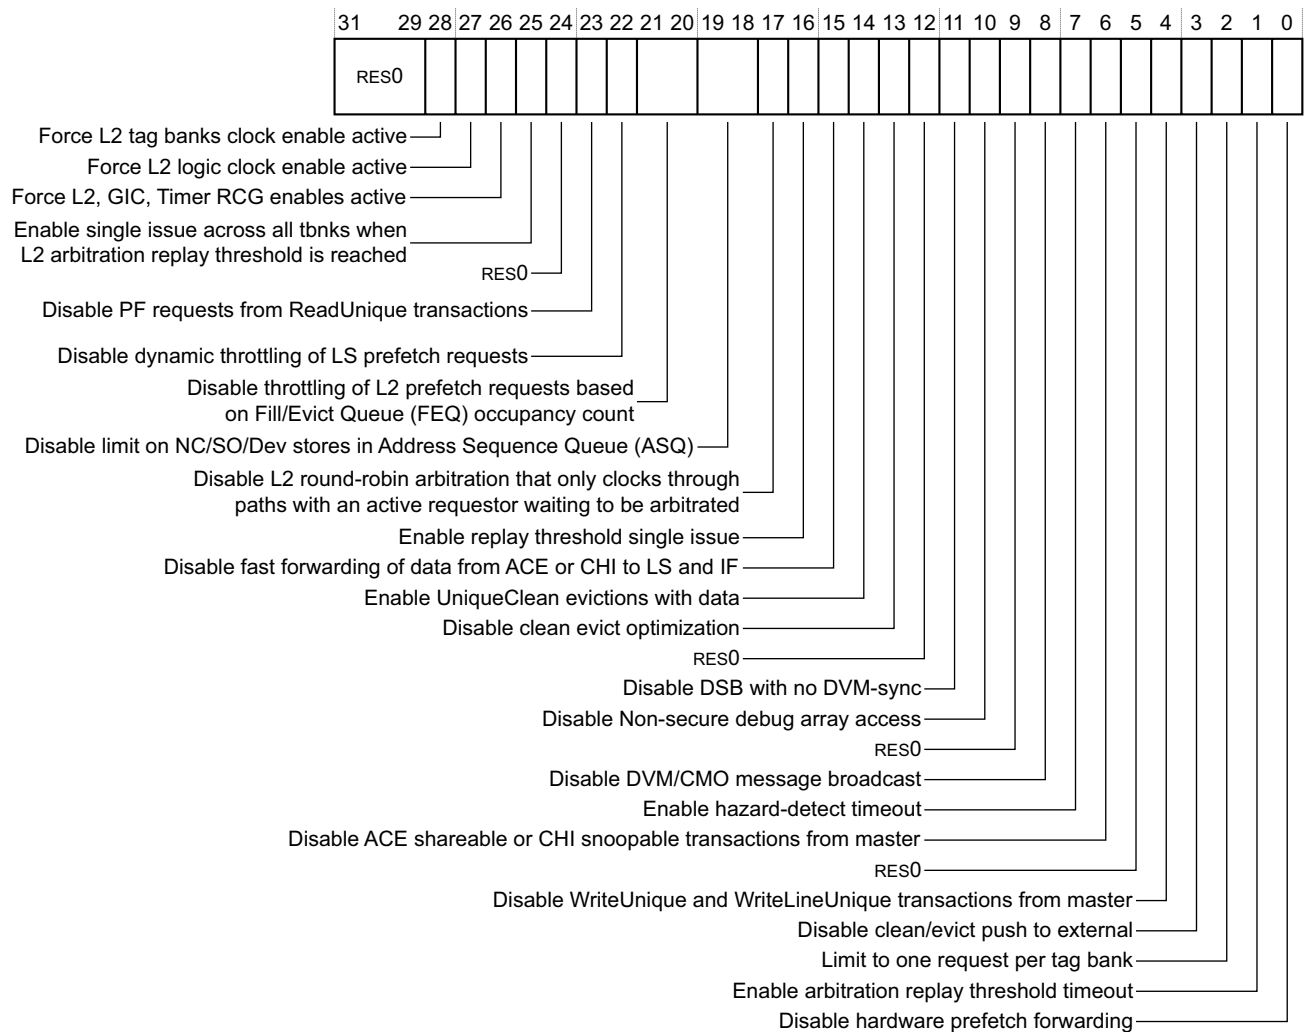 31 29 28 27 26 25 24 23 22 21 20 19 18 17 16 15 14 13 12 11 10 9 8 7 6 5 4 3 2 1 0
RES0
Force L2 tag banks clock enable active
Force L2 logic clock enable active
Force L2, GIC, Timer RCG enables active
Enable single issue across all tbnks when
L2 arbitration replay threshold is reached
RES0
Disable PF requests from ReadUnique transactions
Disable dynamic throttling of LS prefetch requests
Disable throttling of L2 prefetch requests based
on Fill/Evict Queue (FEQ) occupancy count
Disable limit on NC/SO/Dev stores in Address Sequence Queue (ASQ)
Disable L2 round-robin arbitration that only clocks through
paths with an active requestor waiting to be arbitrated
Enable replay threshold single issue
Disable fast forwarding of data from ACE or CHI to LS and IF
Enable UniqueClean evictions with data
Disable clean evict optimization
RES0
Disable DSB with no DVM-sync
Disable Non-secure debug array access
RES0
Disable DVM/CMO message broadcast
Enable hazard-detect timeout
Disable ACE shareable or CHI snoopable transactions from master
RES0
Disable WriteUnique and WriteLineUnique transactions from master
Disable clean/evict push to external
Limit to one request per tag bank
Enable arbitration replay threshold timeout
Disable hardware prefetch forwarding